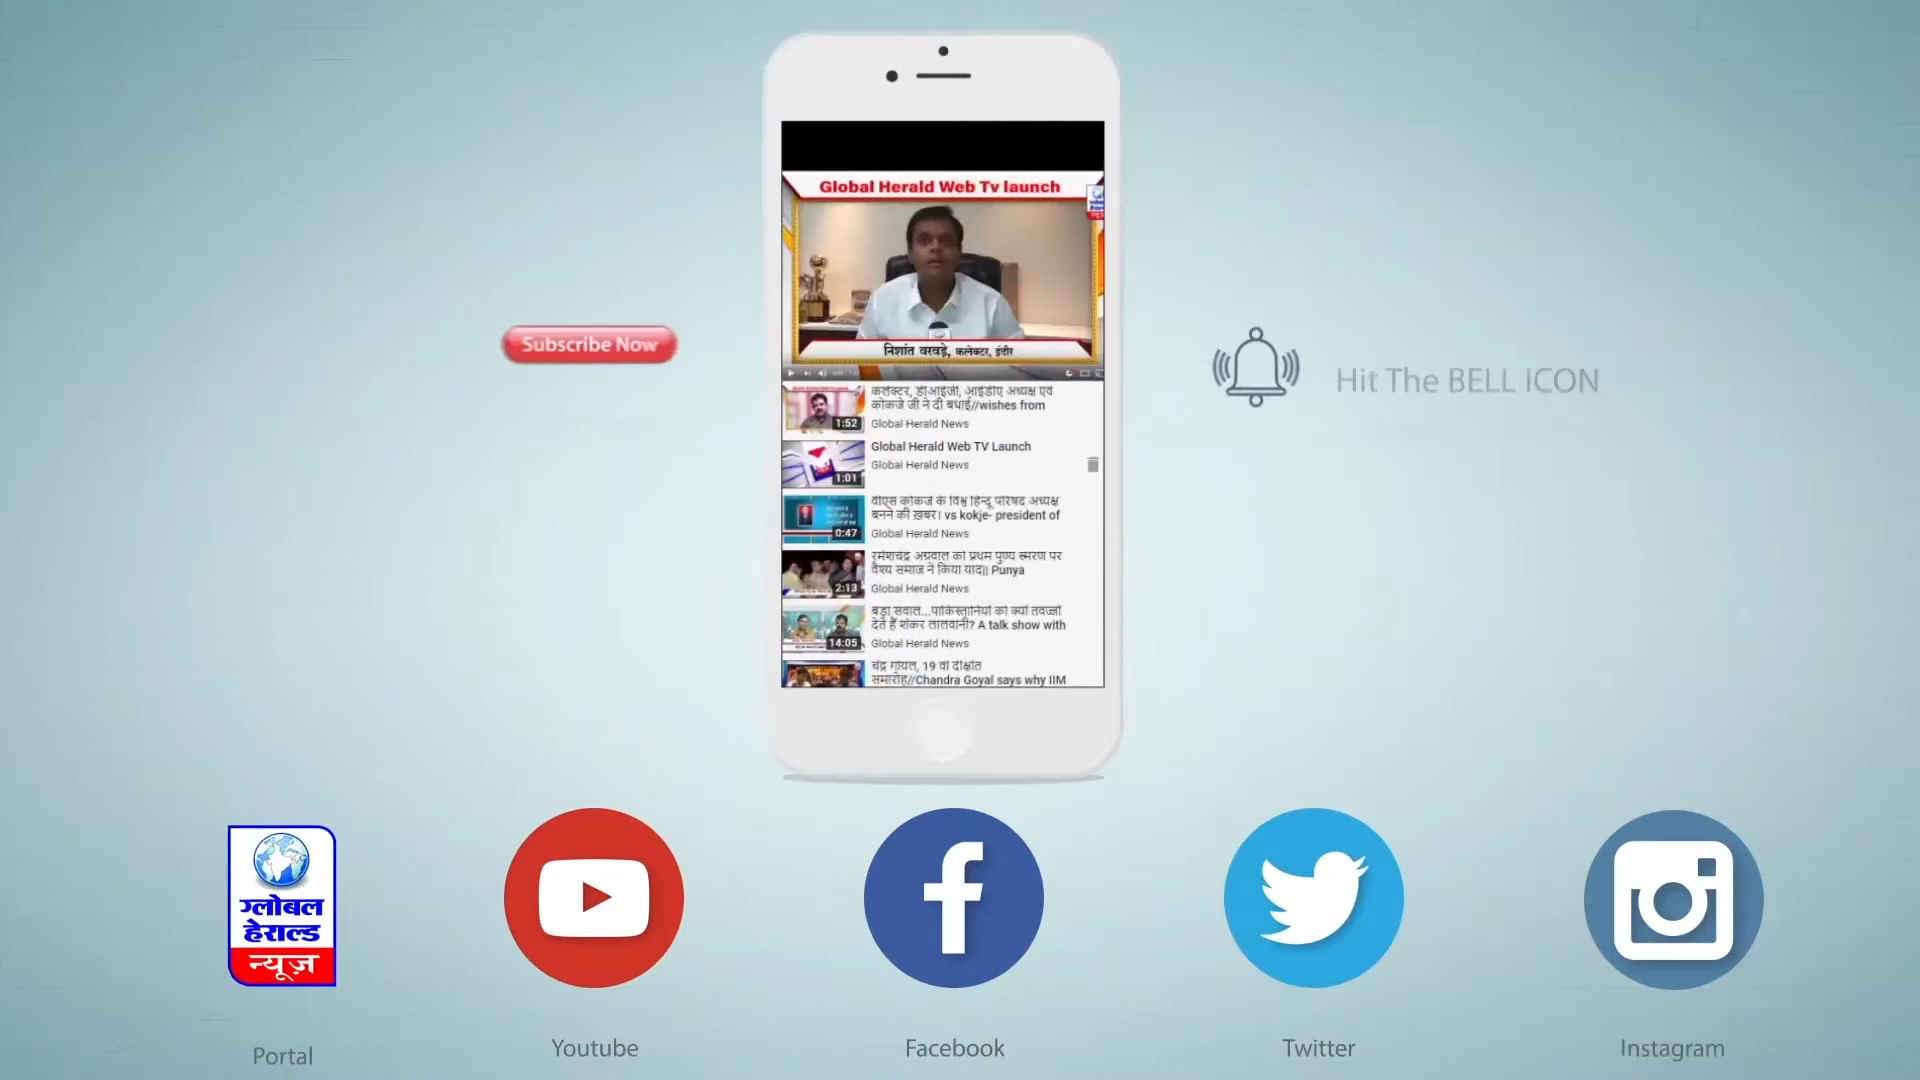 Global Herald Web Tv launch
निशांत वरवड़े, कलेक्टर, इंदौर
Subscribe Now
Hit The BELL ICON
कलेक्टर, डीआईजी, आईडीए अध्यक्ष एवं
कोकजे जी ने दी बधाई//wishes from
Global Herald News
1:52
Global Herald Web TV Launch
Global Herald News
1:01
वीएस कोकजे के विश्व हिन्दू परिषद अध्यक्ष
बनने की ख़बर। vs kokje- president of
Global Herald News
0:47
रमेशचंद्र अग्रवाल को प्रथम पुण्य स्मरण पर
वैश्य समाज ने किया याद|| Punya
Global Herald News
2:13
बड़ा सवाल...पाकिस्तानियों को क्यों तवज्जो
देते हैं शंकर लालवानी? A talk show with
Global Herald News
14:05
चंद्र गोयल, 19 वां दीक्षांत
समारोह//Chandra Goyal says why IIM
ग्लोबल
हेराल्ड
न्यूज़
Portal
Youtube
Facebook
Twitter
Instagram